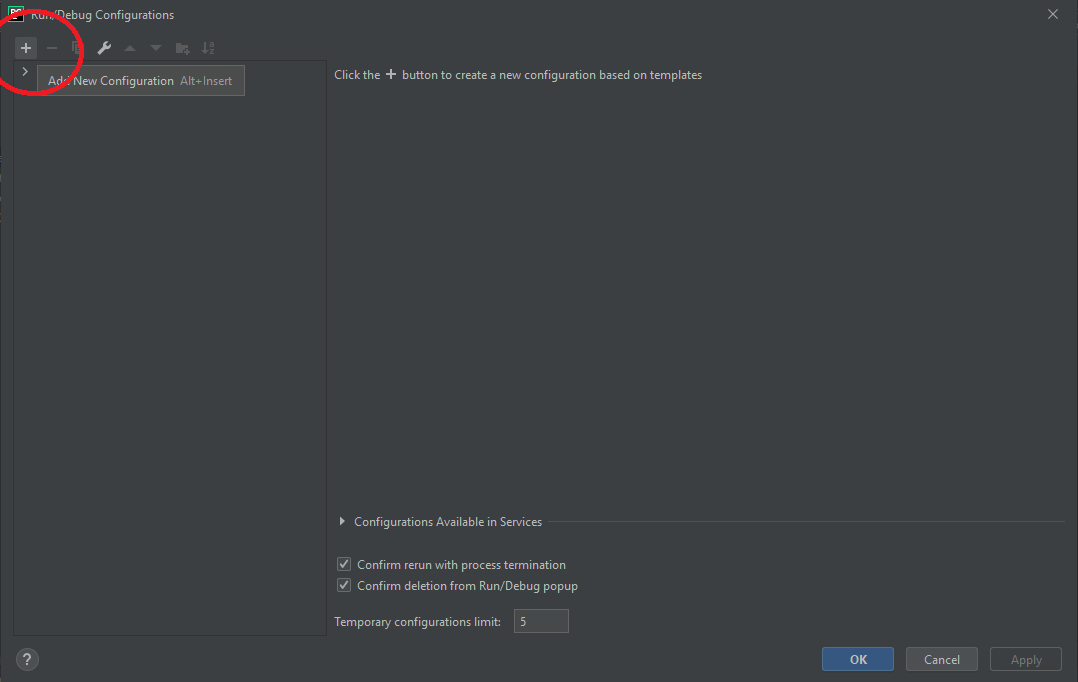 Run/Debug Configurations
Add New Configuration Alt+Insert
Click the + button to create a new configuration based on templates
Configurations Available in Services
Confirm rerun with process termination
Confirm deletion from Run/Debug popup
Temporary configurations limit: 5
? OK Cancel Apply